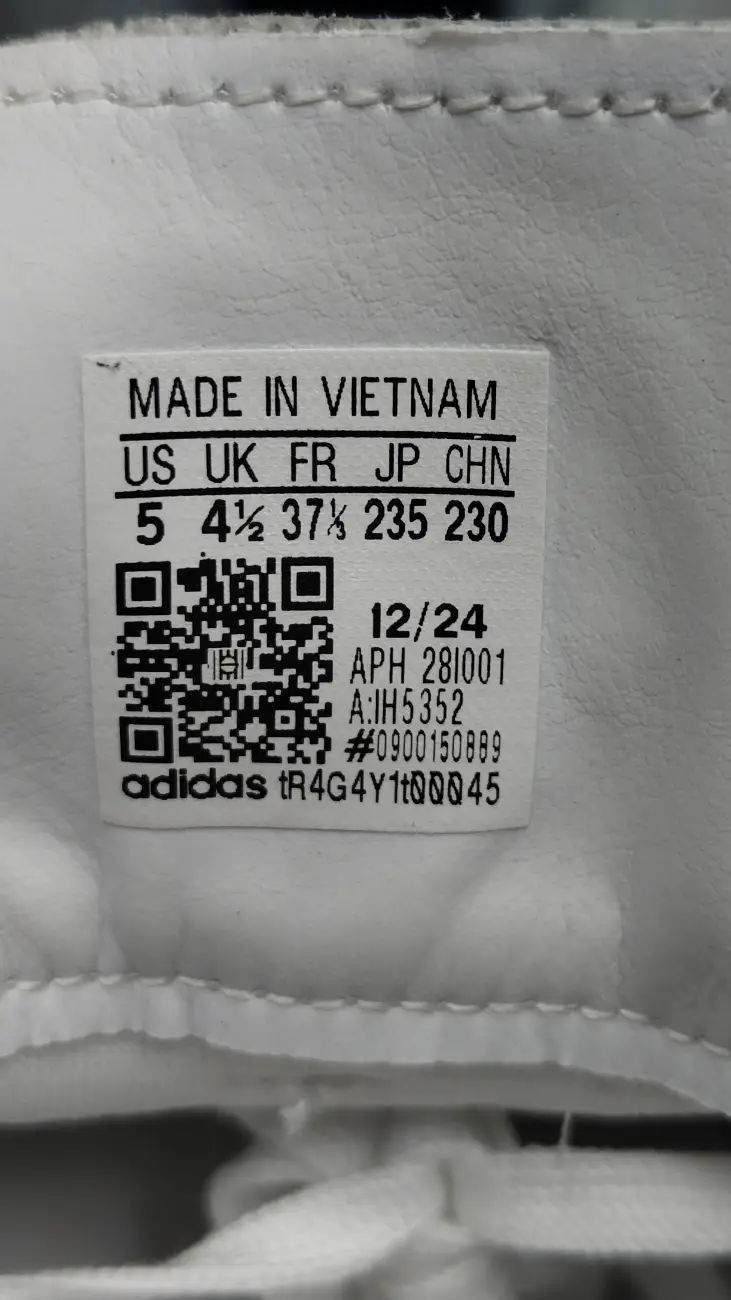 MADE IN VIETNAM
US UK FR JP CHN
5 4½ 37⅓ 235 230
12/24
APH 28I001
A:IH5352
#0900150889
adidas tR4G4Y1t00045